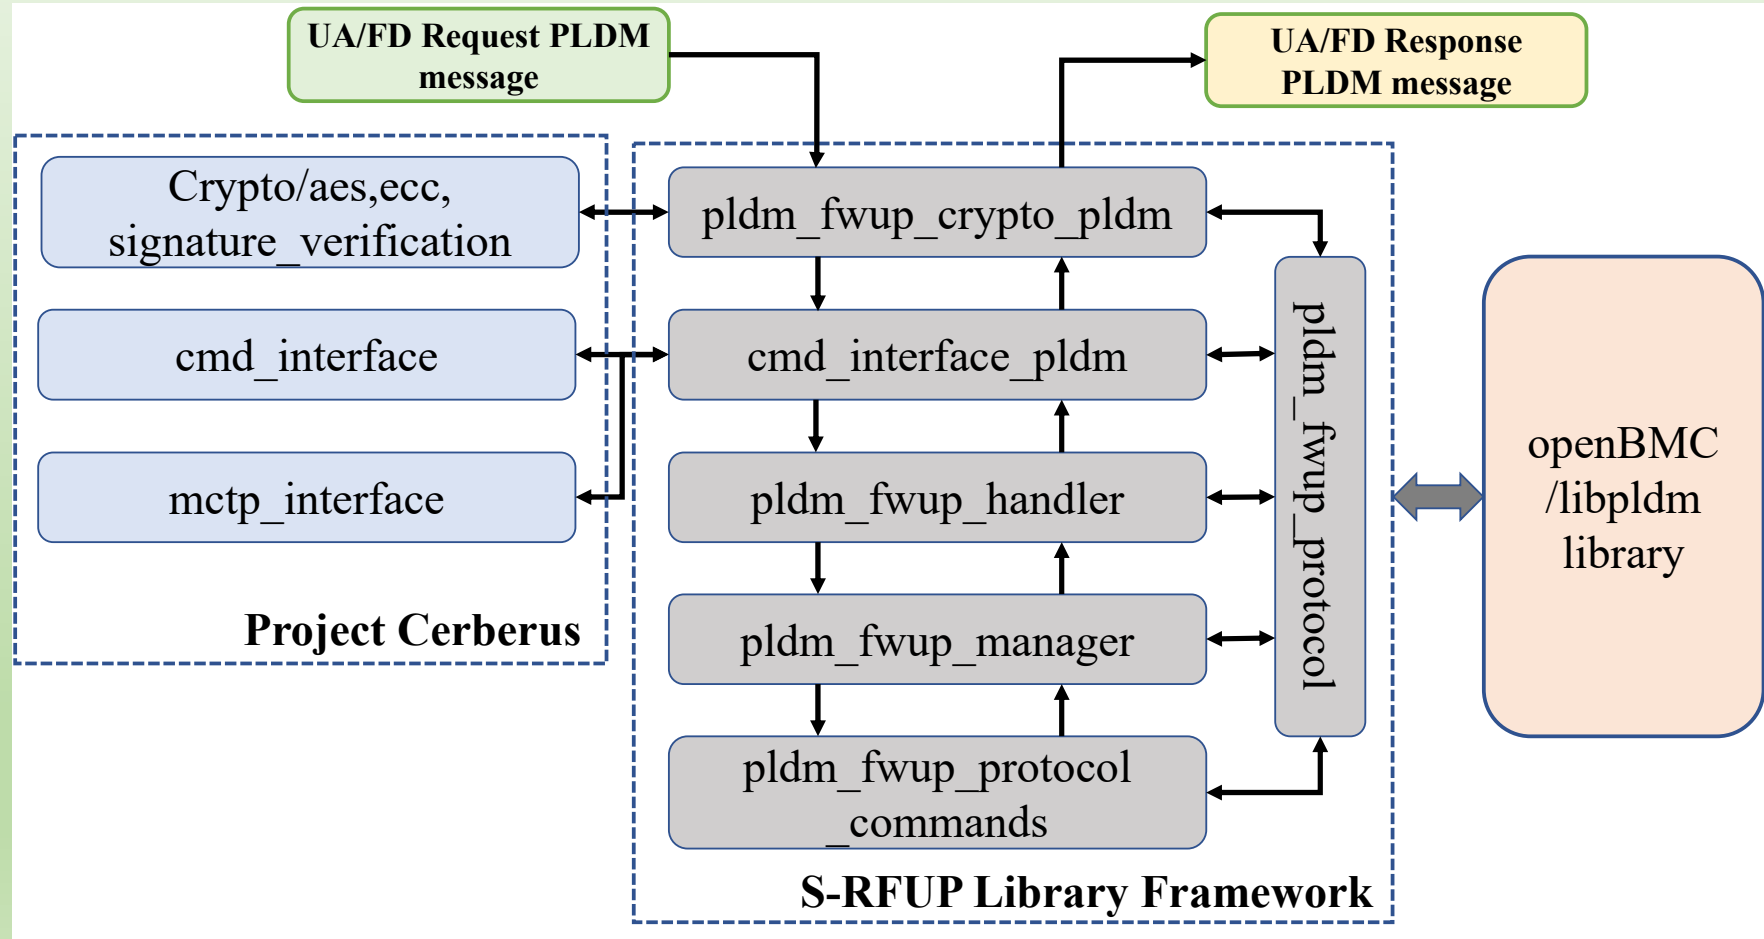 UA/FD Request PLDM
message
UA/FD Response
PLDM message
Crypto/aes,ecc,
signature_verification
cmd_interface
mctp_interface
Project Cerberus
pldm_fwup_crypto_pldm
cmd_interface_pldm
pldm_fwup_handler
pldm_fwup_manager
pldm_fwup_protocol
_commands
pldm_fwup_protocol
S-RFUP Library Framework
openBMC
/libpldm
library